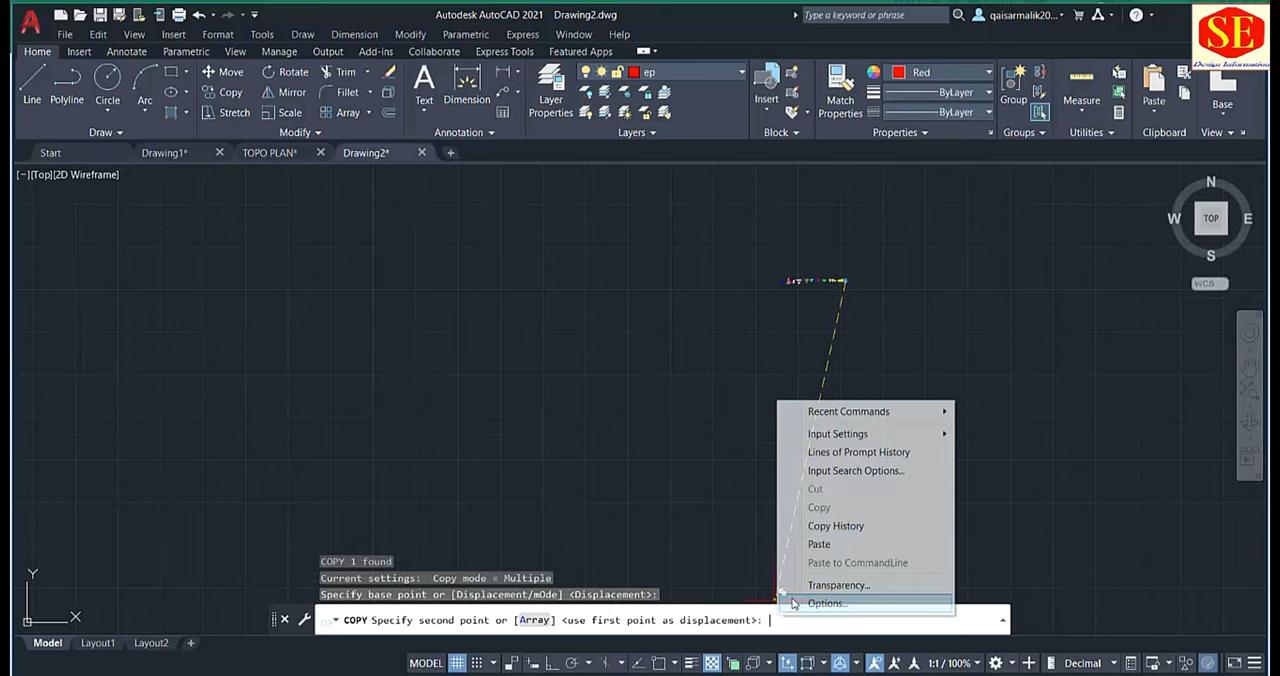 Autodesk AutoCAD 2021 Drawing2.dwg
Type a keyword or phrase
qaisarmalik20...
SE
Design Information
File Edit View Insert Format Tools Draw Dimension Modify Parametric Express Window Help
Home Insert Annotate Parametric View Manage Output Add-ins Collaborate Express Tools Featured Apps
Line Polyline Circle Arc
Move Rotate Trim
Copy Mirror Fillet
Stretch Scale Array
Text Dimension
Layer
Properties
ep
Insert
Match
Properties
Red
ByLayer
ByLayer
Group
Measure
Paste
Base
Draw Modify Annotation Layers Block Properties Groups Utilities Clipboard View
Start Drawing1* TOPO PLAN* Drawing2*
[−][Top][2D Wireframe]
N
W TOP E
S
WCS
Recent Commands
Input Settings
Lines of Prompt History
Input Search Options...
Cut
Copy
Copy History
Paste
Paste to CommandLine
Transparency...
Options...
COPY 1 found
Current settings: Copy mode = Multiple
Specify base point or [Displacement/mOde] <Displacement>:
COPY Specify second point or [Array] <use first point as displacement>:
Y
X
Model Layout1 Layout2
MODEL 1:1 / 100% Decimal